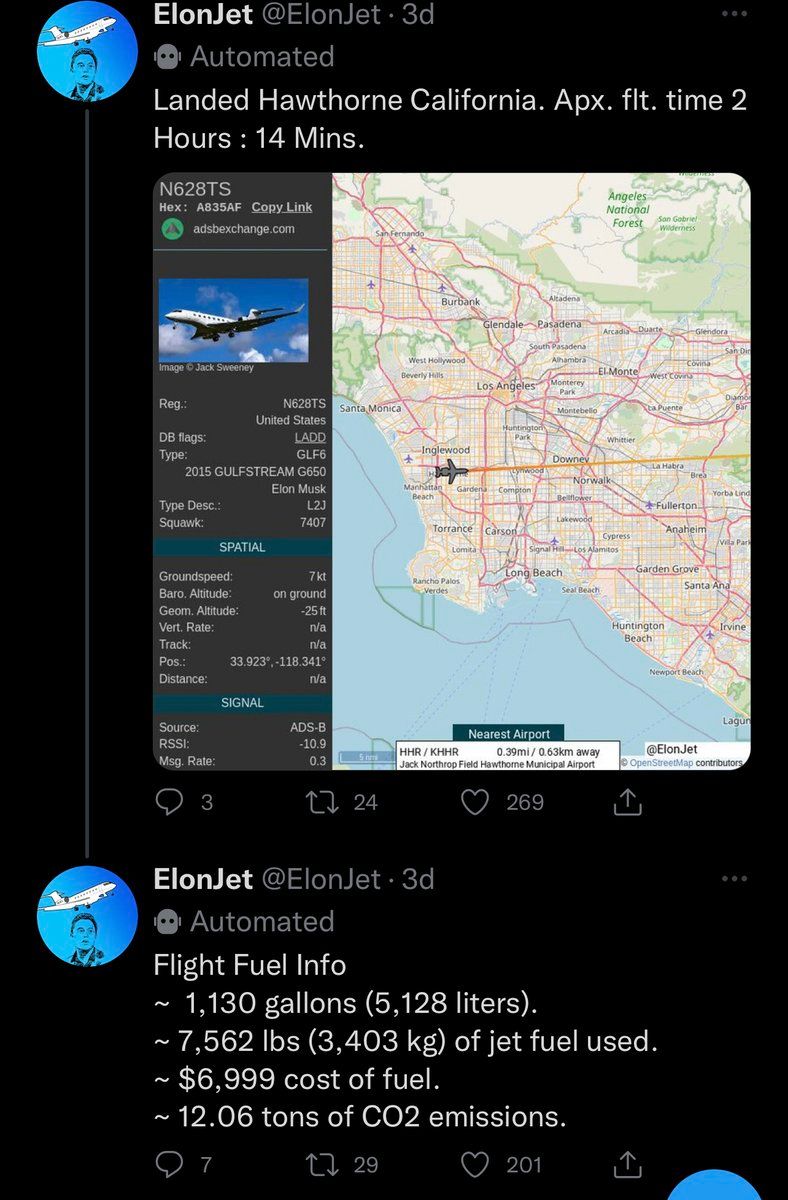 ElonJet @ElonJet · 3d
Automated
Landed Hawthorne California. Apx. flt. time 2
Hours : 14 Mins.
N628TS
Hex: A835AF Copy Link
adsbexchange.com
Image © Jack Sweeney
Reg.: N628TS
United States
DB flags: LADD
Type: GLF6
2015 GULFSTREAM G650
Elon Musk
Type Desc.: L2J
Squawk: 7407
SPATIAL
Groundspeed: 7 kt
Baro. Altitude: on ground
Geom. Altitude: -25 ft
Vert. Rate: n/a
Track: n/a
Pos.: 33.923°, -118.341°
Distance: n/a
SIGNAL
Source: ADS-B
RSSI: -10.9
Msg. Rate: 0.3
Angeles
National
Forest
San Gabriel
Wilderness
San Fernando
Burbank
Altadena
Glendale
Pasadena
Arcadia
Duarte
Glendora
South Pasadena
West Hollywood
Alhambra
El Monte
Covina
San Di
Beverly Hills
Los Angeles
Monterey
Park
West Covina
Santa Monica
Montebello
La Puente
Diamo
Bar
Huntington
Park
Whittier
Inglewood
Downey
La Habra
Brea
H
Lynwood
Norwalk
Manhattan
Beach
Gardena
Compton
Bellflower
Fullerton
Yorba Lind
Torrance
Carson
Lakewood
Anaheim
Cypress
Villa Park
Lomita
Signal Hill
Los Alamitos
Long Beach
Garden Grove
Rancho Palos
Verdes
Seal Beach
Santa Ana
Huntington
Beach
Irvine
Newport Beach
Lagun
5 nmi
Nearest Airport
HHR / KHHR 0.39mi / 0.63km away
Jack Northrop Field Hawthorne Municipal Airport
@ElonJet
© OpenStreetMap contributors.
3 24 269
ElonJet @ElonJet · 3d
Automated
Flight Fuel Info
~ 1,130 gallons (5,128 liters).
~ 7,562 lbs (3,403 kg) of jet fuel used.
~ $6,999 cost of fuel.
~ 12.06 tons of CO2 emissions.
7 29 201